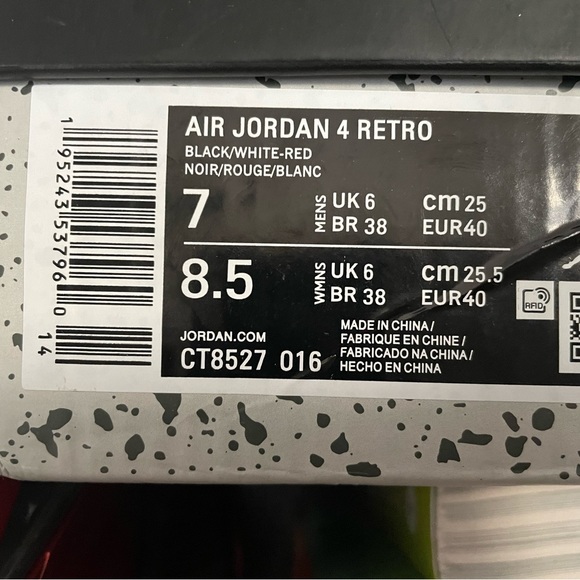 AIR JORDAN 4 RETRO
BLACK/WHITE-RED
NOIR/ROUGE/BLANC
7 MENS UK 6 cm 25
BR 38 EUR40
8.5 WMNS UK 6 cm 25.5
BR 38 EUR40
RFID
JORDAN.COM
CT8527 016
MADE IN CHINA/
FABRIQUE EN CHINE/
FABRICADO NA CHINA/
HECHO EN CHINA
1 95243 53796 0 14